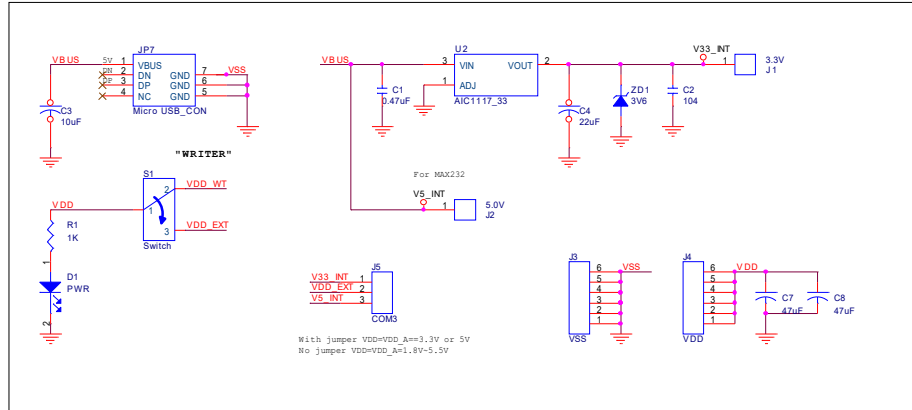 JP7
VBUS 5V 1 VBUS
DN 2 DN GND 7 VSS
DP 3 DP GND 6
4 NC GND 5
Micro USB_CON
C3
10uF
U2
VBUS 3 VIN VOUT 2
1 ADJ
AIC1117_33
C1
0.47uF
C4
22uF
ZD1
3V6
C2
104
V33_INT
1
3.3V
J1
"WRITER"
S1
2 VDD_WT
VDD 1
3 VDD_EXT
Switch
R1
1K
1
D1
PWR
2
For MAX232
V5_INT
1
5.0V
J2
J5
V33_INT 1
VDD_EXT 2
V5_INT 3
COM3
With jumper VDD=VDD_A==3.3V or 5V
No jumper VDD=VDD_A=1.8V~5.5V
J3
6 VSS
5
4
3
2
1
VSS
J4
6 VDD
5
4
3
2
1
VDD
C7
47uF
C8
47uF